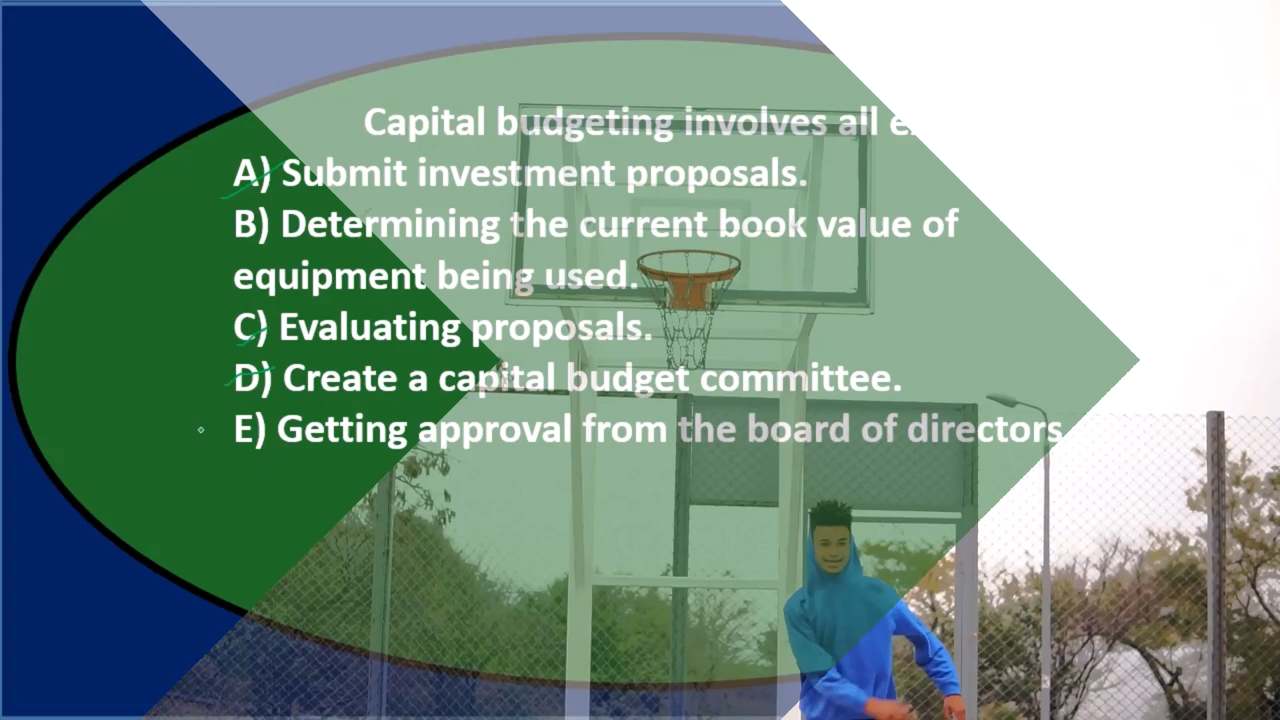 Capital budgeting involves all
A) Submit investment proposals.
B) Determining the current book value of
equipment being used.
C) Evaluating proposals.
D) Create a capital budget committee.
E) Getting approval from the board of directors